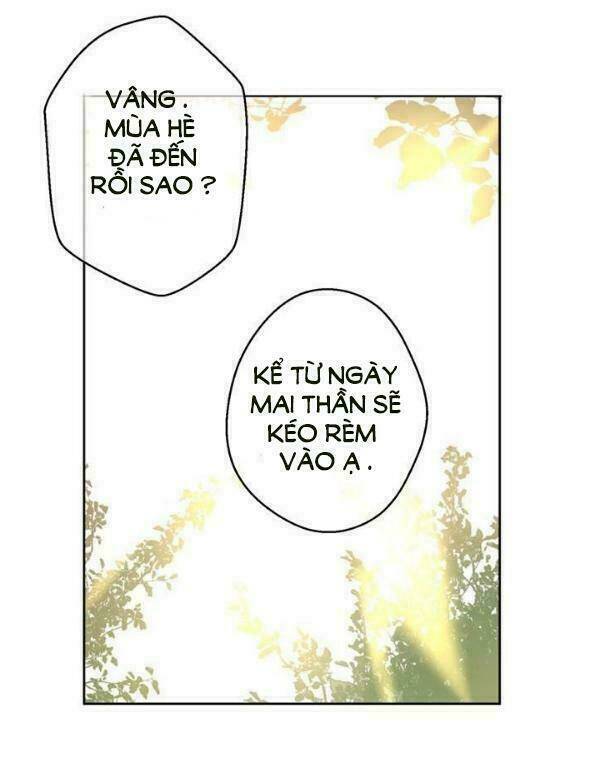 VÂNG .
MÙA HÈ
ĐÃ ĐẾN
RỒI SAO ?
KỂ TỪ NGÀY
MAI THẦN SẼ
KÉO RÈM
VÀO Ạ .